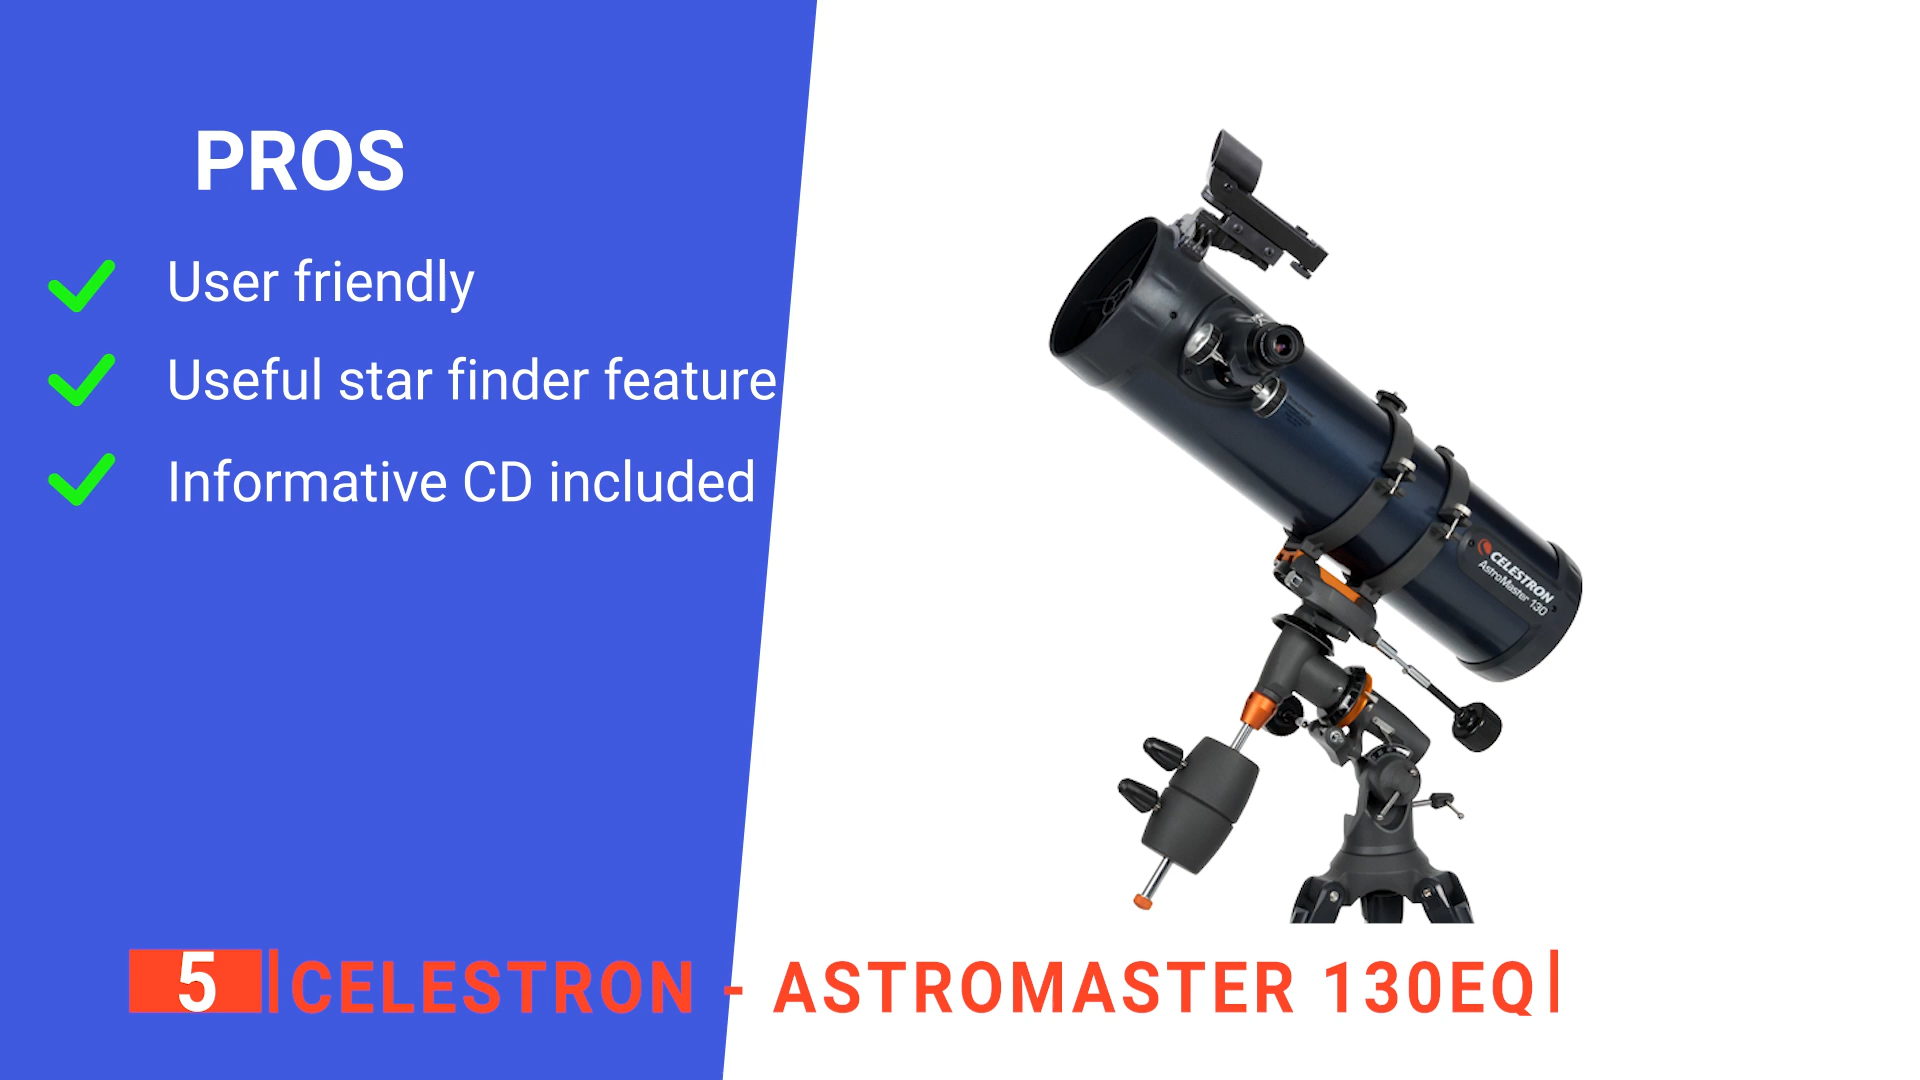 PROS
User friendly
Useful star finder feature
Informative CD included
CELESTRON
AstroMaster 130
5 CELESTRON - ASTROMASTER 130EQ